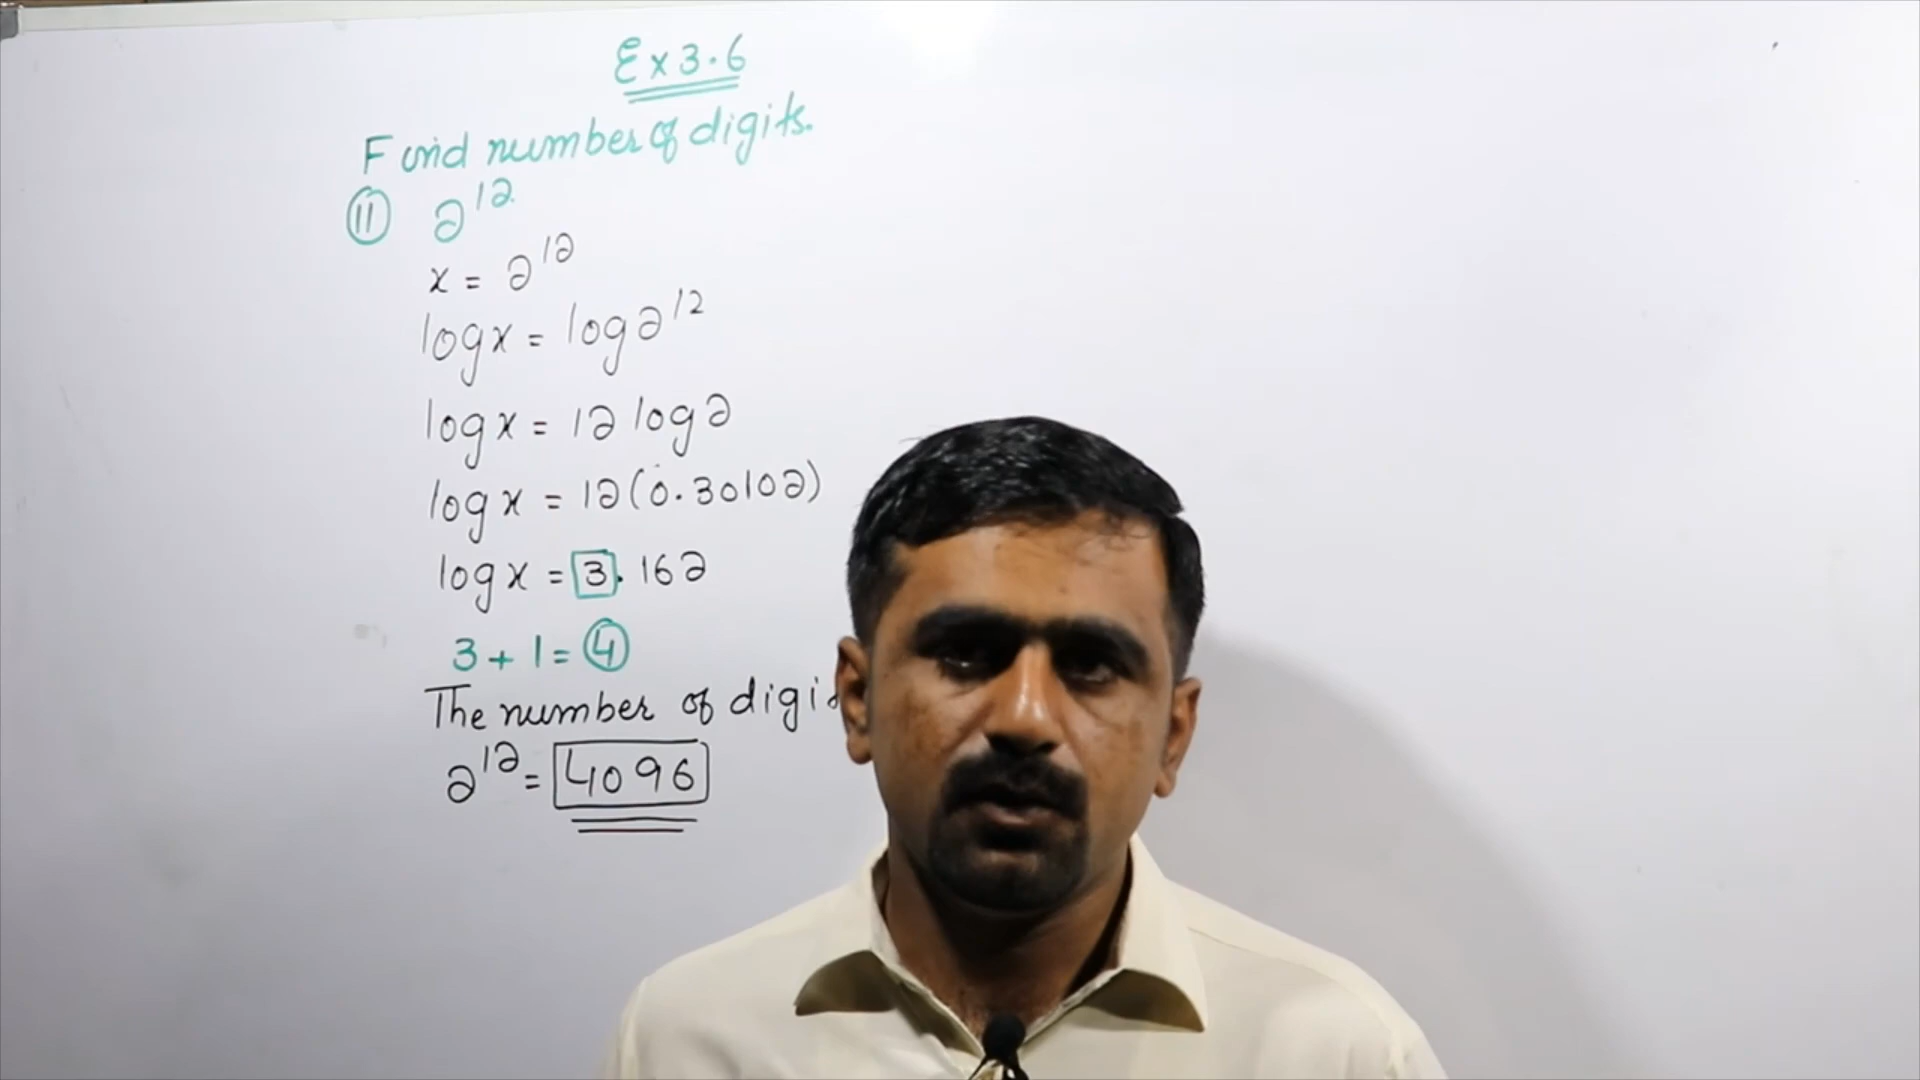 Ex 3.6
Find number of digits.
(11) 2^12
x = 2^12
log x = log 2^12
log x = 12 log 2
log x = 12(0.30102)
log x = 3.162
3 + 1 = 4
The number of
2^12 = 4096